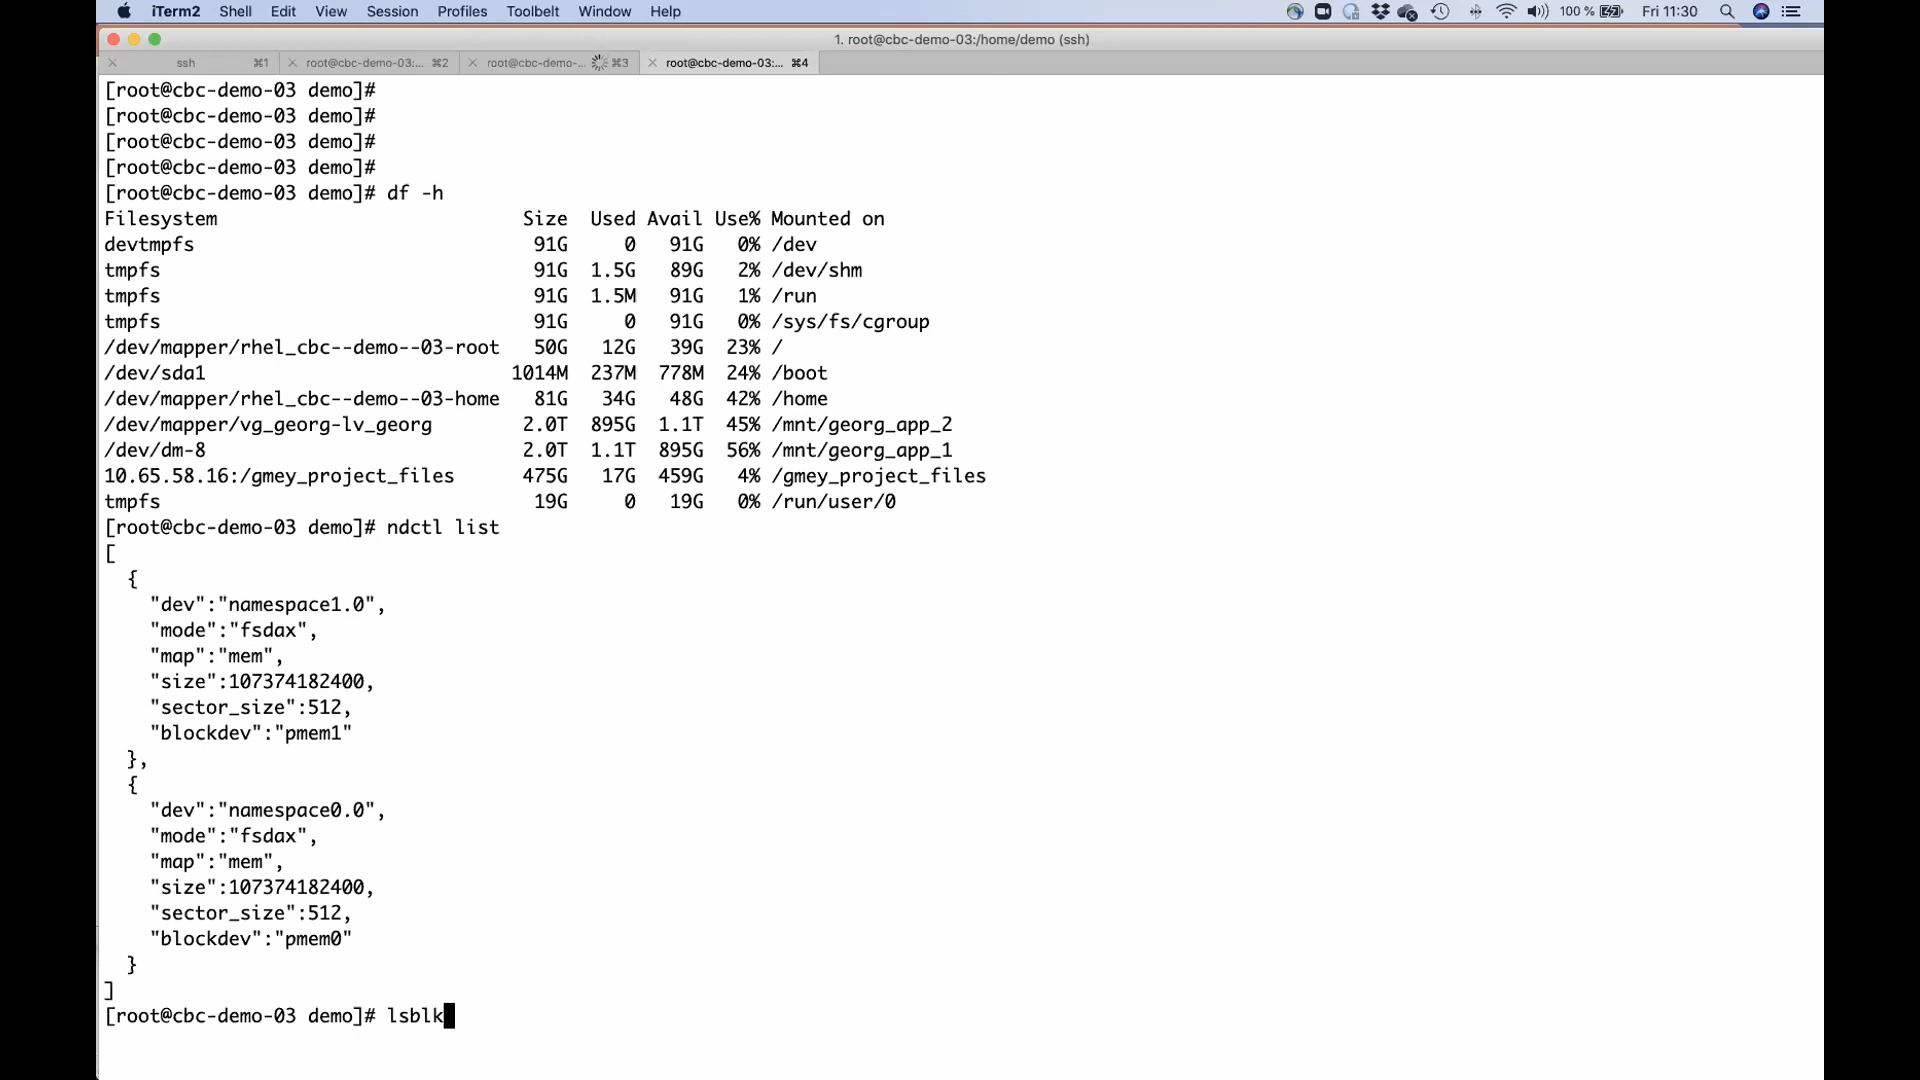 iTerm2 Shell Edit View Session Profiles Toolbelt Window Help 100 % Fri 11:30
1. root@cbc-demo-03:/home/demo (ssh)
ssh ⌘1 root@cbc-demo-03:... ⌘2 root@cbc-demo-... ⌘3 root@cbc-demo-03:... ⌘4
[root@cbc-demo-03 demo]#
[root@cbc-demo-03 demo]#
[root@cbc-demo-03 demo]#
[root@cbc-demo-03 demo]#
[root@cbc-demo-03 demo]# df -h
Filesystem Size Used Avail Use% Mounted on
devtmpfs 91G 0 91G 0% /dev
tmpfs 91G 1.5G 89G 2% /dev/shm
tmpfs 91G 1.5M 91G 1% /run
tmpfs 91G 0 91G 0% /sys/fs/cgroup
/dev/mapper/rhel_cbc--demo--03-root 50G 12G 39G 23% /
/dev/sda1 1014M 237M 778M 24% /boot
/dev/mapper/rhel_cbc--demo--03-home 81G 34G 48G 42% /home
/dev/mapper/vg_georg-lv_georg 2.0T 895G 1.1T 45% /mnt/georg_app_2
/dev/dm-8 2.0T 1.1T 895G 56% /mnt/georg_app_1
10.65.58.16:/gmey_project_files 475G 17G 459G 4% /gmey_project_files
tmpfs 19G 0 19G 0% /run/user/0
[root@cbc-demo-03 demo]# ndctl list
[
{
"dev":"namespace1.0",
"mode":"fsdax",
"map":"mem",
"size":107374182400,
"sector_size":512,
"blockdev":"pmem1"
},
{
"dev":"namespace0.0",
"mode":"fsdax",
"map":"mem",
"size":107374182400,
"sector_size":512,
"blockdev":"pmem0"
}
]
[root@cbc-demo-03 demo]# lsblk